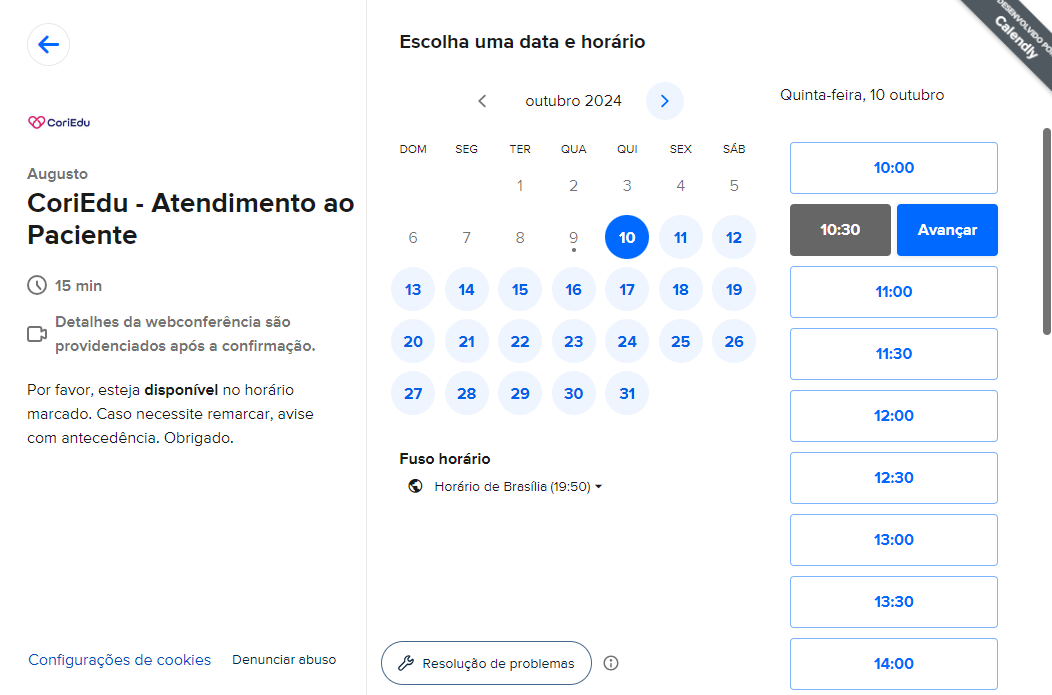 DESENVOLVIDO POR
Calendly
CoriEdu
Augusto
CoriEdu - Atendimento ao
Paciente
15 min
Detalhes da webconferência são
providenciados após a confirmação.
Por favor, esteja disponível no horário
marcado. Caso necessite remarcar, avise
com antecedência. Obrigado.
Configurações de cookies Denunciar abuso
Escolha uma data e horário
outubro 2024
DOM SEG TER QUA QUI SEX SÁB
1 2 3 4 5
6 7 8 9 10 11 12
13 14 15 16 17 18 19
20 21 22 23 24 25 26
27 28 29 30 31
Fuso horário
Horário de Brasília (19:50)
Resolução de problemas
Quinta-feira, 10 outubro
10:00
10:30 Avançar
11:00
11:30
12:00
12:30
13:00
13:30
14:00